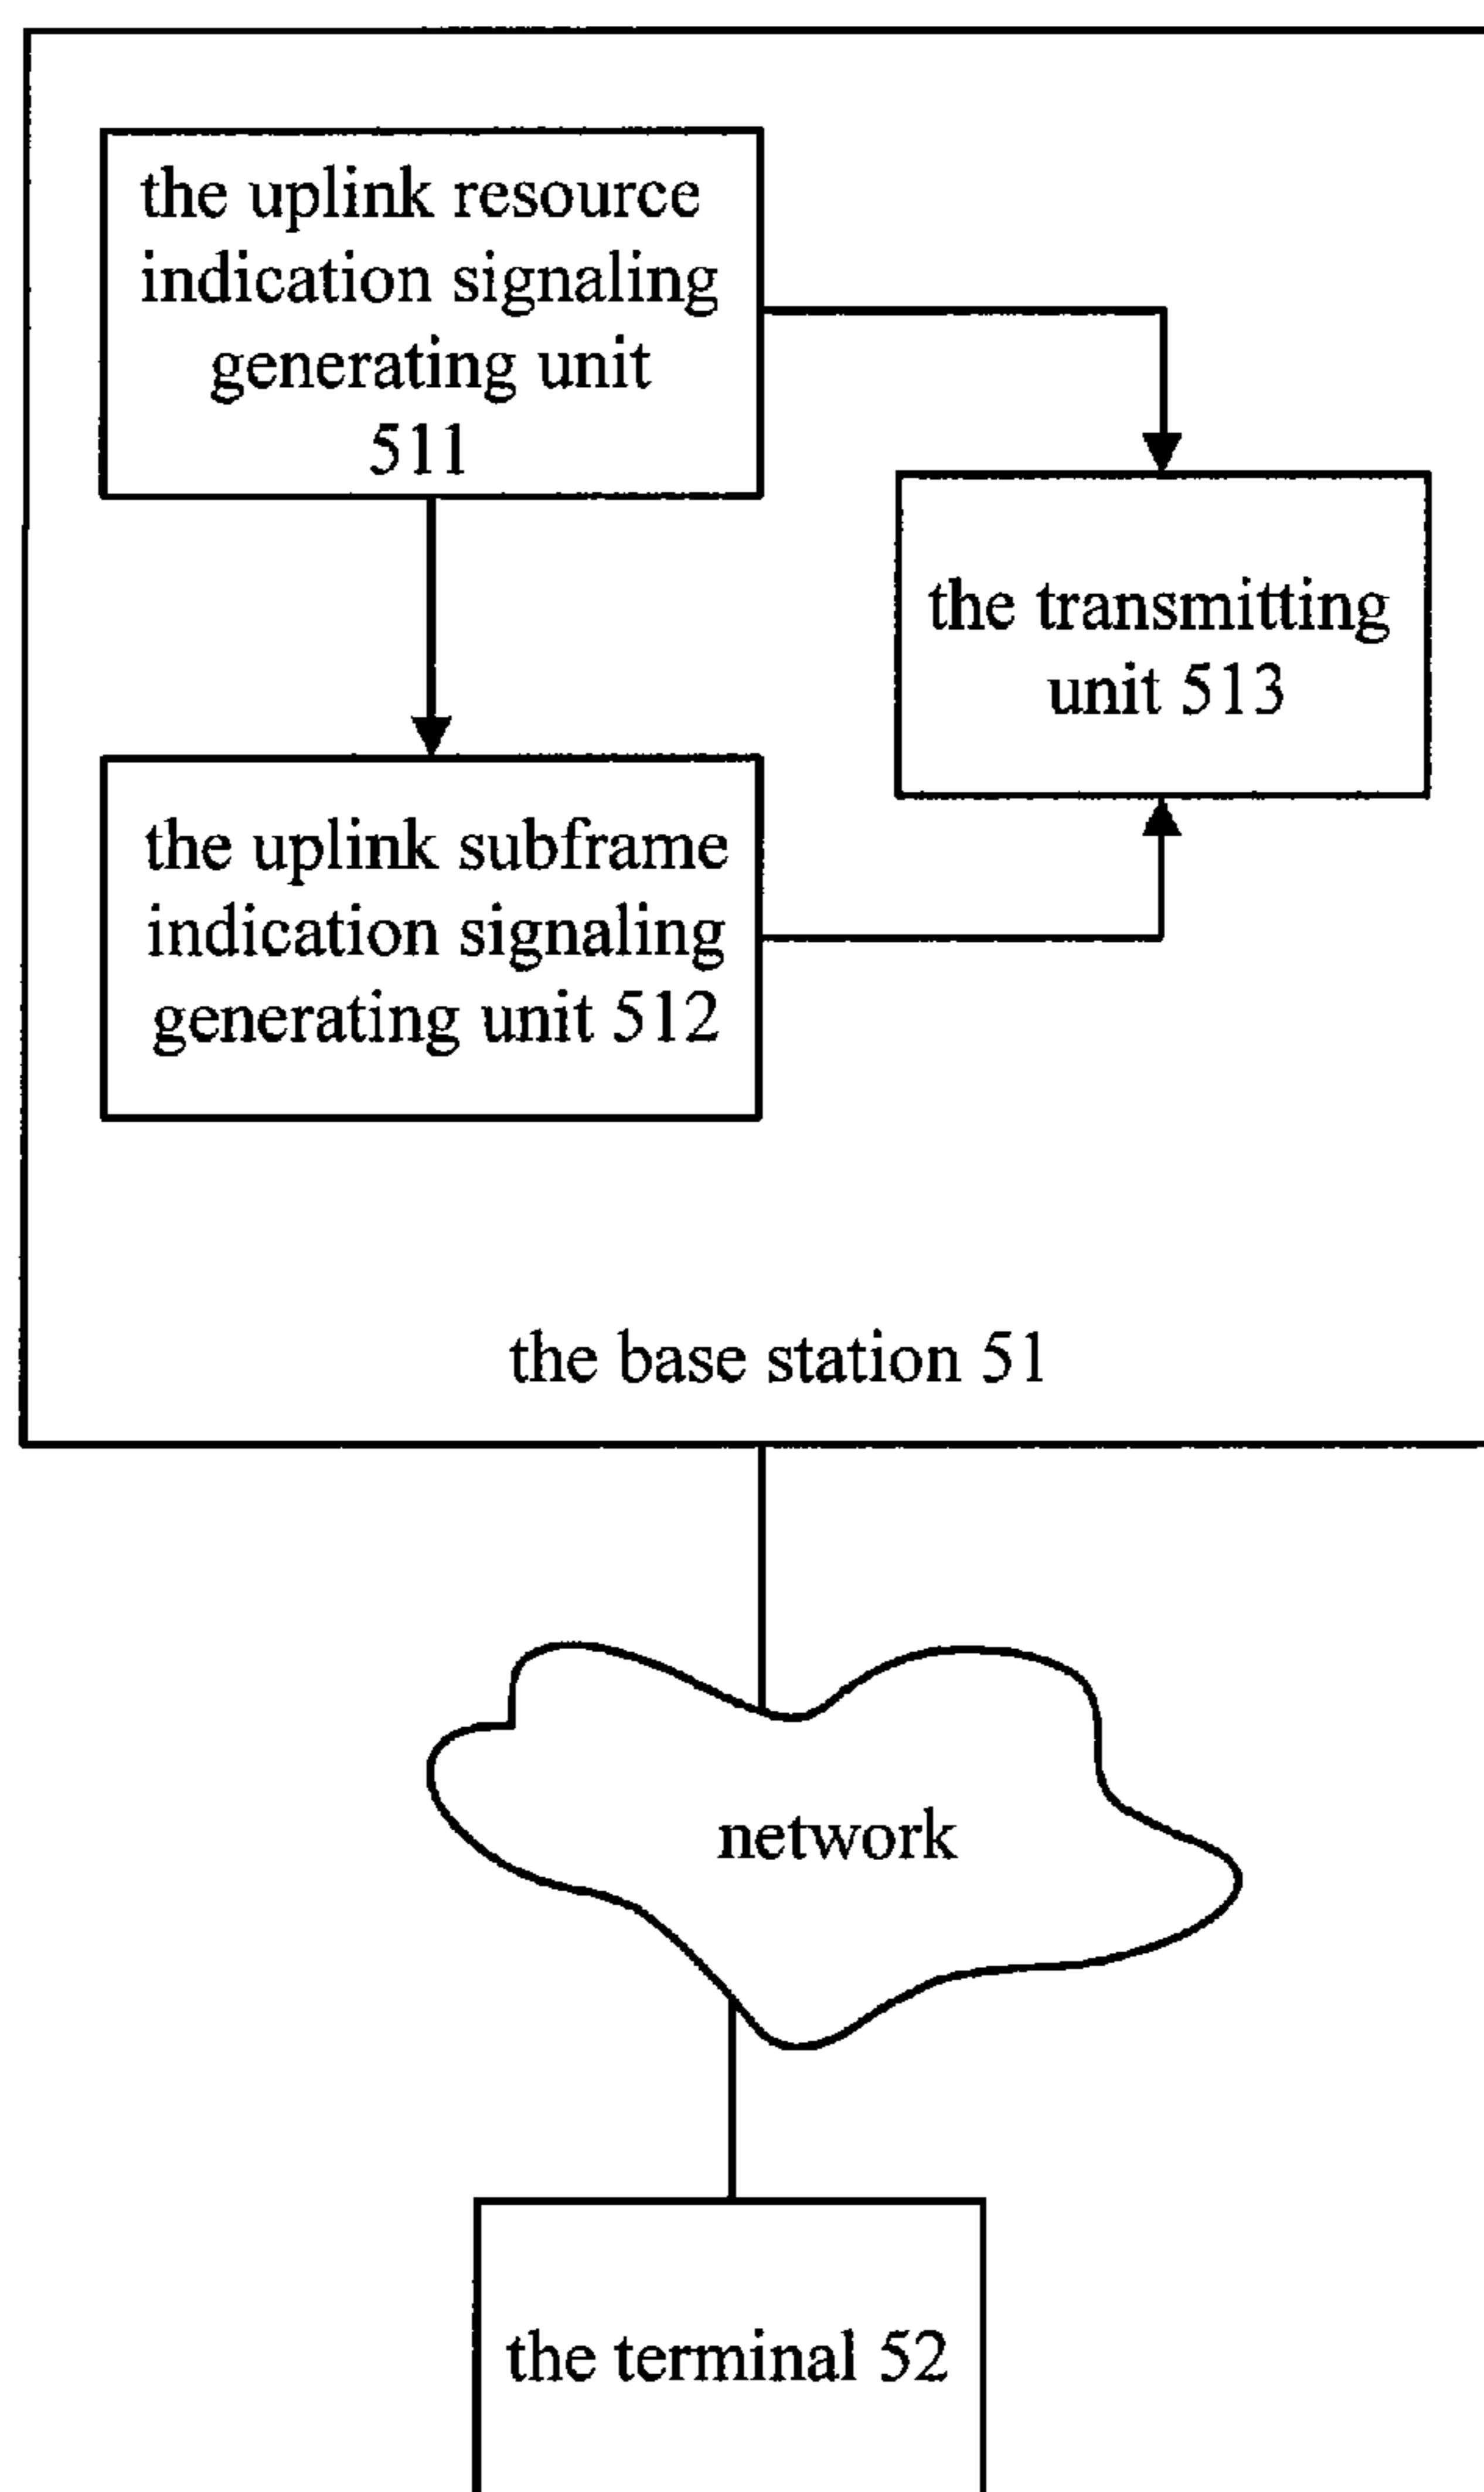 the uplink resource
indication signaling
generating unit
511
the transmitting
unit 513
the uplink subframe
indication signaling
generating unit 512
the base station 51
network
the terminal 52